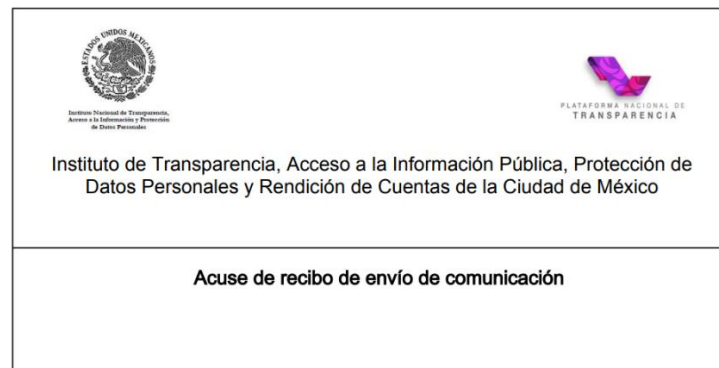 ESTADOS UNIDOS MEXICANOS
Instituto Nacional de Transparencia,
Acceso a la Información y Protección
de Datos Personales
PLATAFORMA NACIONAL DE
TRANSPARENCIA
Instituto de Transparencia, Acceso a la Información Pública, Protección de
Datos Personales y Rendición de Cuentas de la Ciudad de México
Acuse de recibo de envío de comunicación